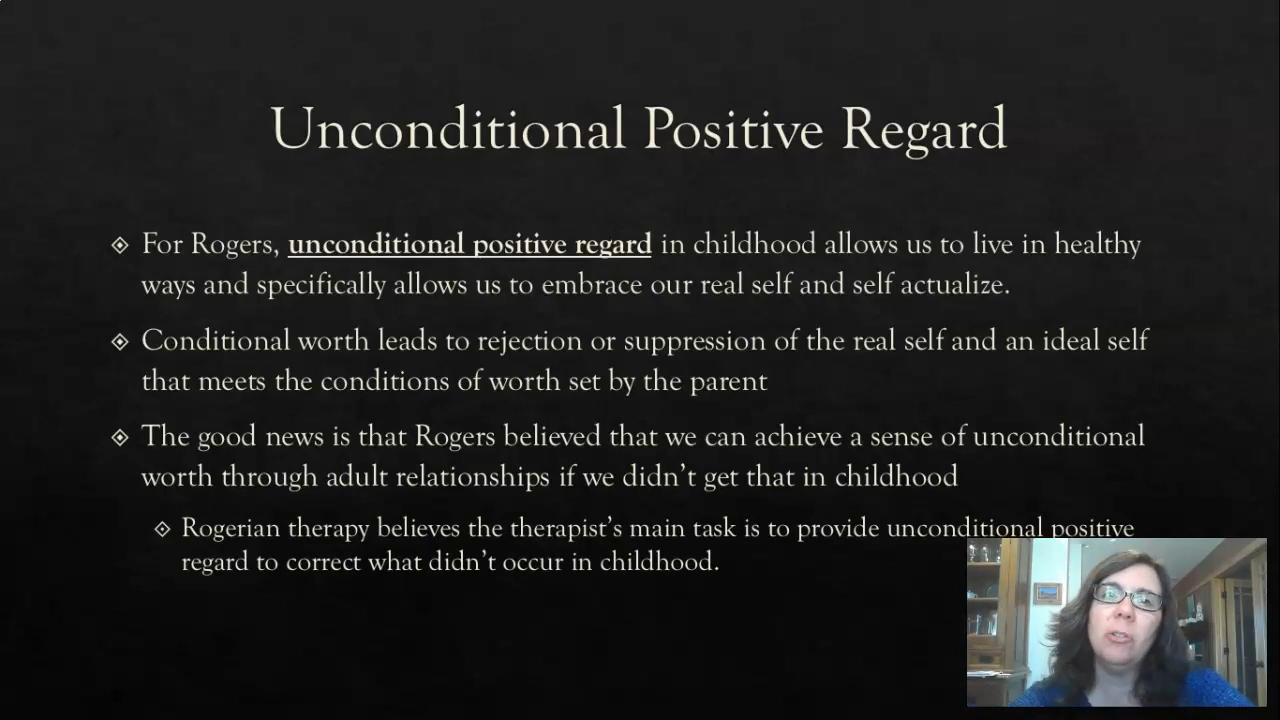 Unconditional Positive Regard
For Rogers, unconditional positive regard in childhood allows us to live in healthy
ways and specifically allows us to embrace our real self and self actualize.
Conditional worth leads to rejection or suppression of the real self and an ideal self
that meets the conditions of worth set by the parent
The good news is that Rogers believed that we can achieve a sense of unconditional
worth through adult relationships if we didn’t get that in childhood
Rogerian therapy believes the therapist’s main task is to provide unconditional positive
regard to correct what didn’t occur in childhood.